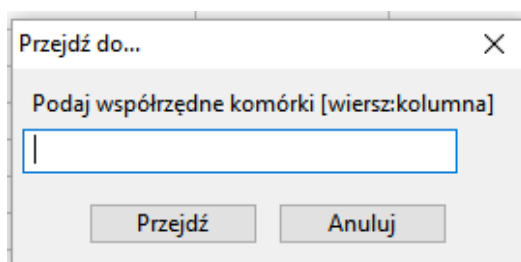 Przejdź do...
Podaj współrzędne komórki [wiersz:kolumna]
Przejdź Anuluj